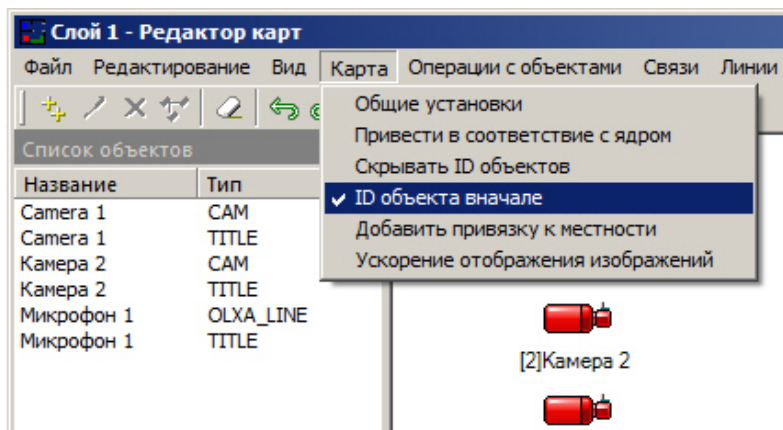 Слой 1 - Редактор карт
Файл Редактирование Вид Карта Операции с объектами Связи Линии
Общие установки
Привести в соответствие с ядром
Скрывать ID объектов
ID объекта вначале
Добавить привязку к местности
Ускорение отображения изображений
Список объектов
Название Тип
Camera 1 CAM
Camera 1 TITLE
Камера 2 CAM
Камера 2 TITLE
Микрофон 1 OLXA_LINE
Микрофон 1 TITLE
[2]Камера 2